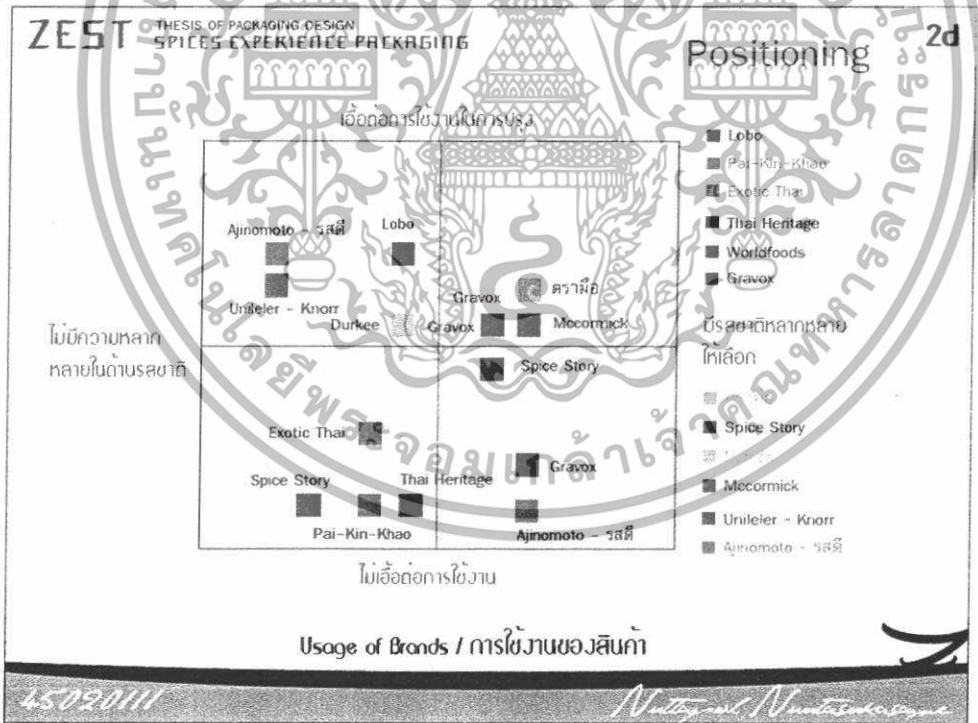 ZEST
THESIS OF PACKAGING DESIGN
SPICES EXPERIENCE PACKAGING
2d
Positioning
เอื้อต่อการใช้งานในการปรุง
Lobo
Pai-Kin-Khao
Exotic Thai
Thai Heritage
Worldfoods
Gravox
Ajinomoto - รสดี
Lobo
Unileler - Knorr
Durkee
Gravox
ตรามือ
Gravox
Mccormick
ไม่มีความหลาก
หลายในด้านรสชาติ
มีรสชาติหลากหลาย
ให้เลือก
Spice Story
Exotic Thai
Gravox
Spice Story
Thai Heritage
Pai-Kin-Khao
Ajinomoto - รสดี
Spice Story
Mccormick
Unileler - Knorr
Ajinomoto - รสดี
ไม่เอื้อต่อการใช้งาน
Usage of Brands / การใช้งานของสินค้า
45020111